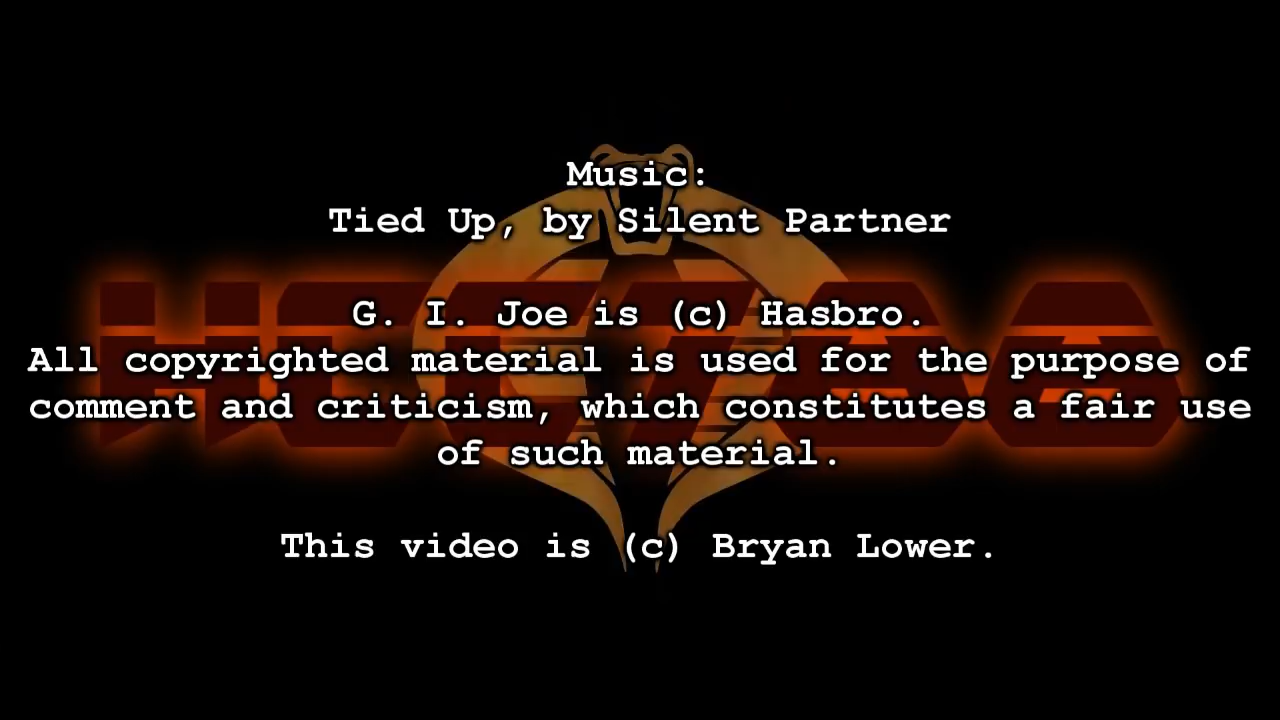 Music:
Tied Up, by Silent Partner
G. I. Joe is (c) Hasbro.
All copyrighted material is used for the purpose of
comment and criticism, which constitutes a fair use
of such material.
This video is (c) Bryan Lower.
HCC788